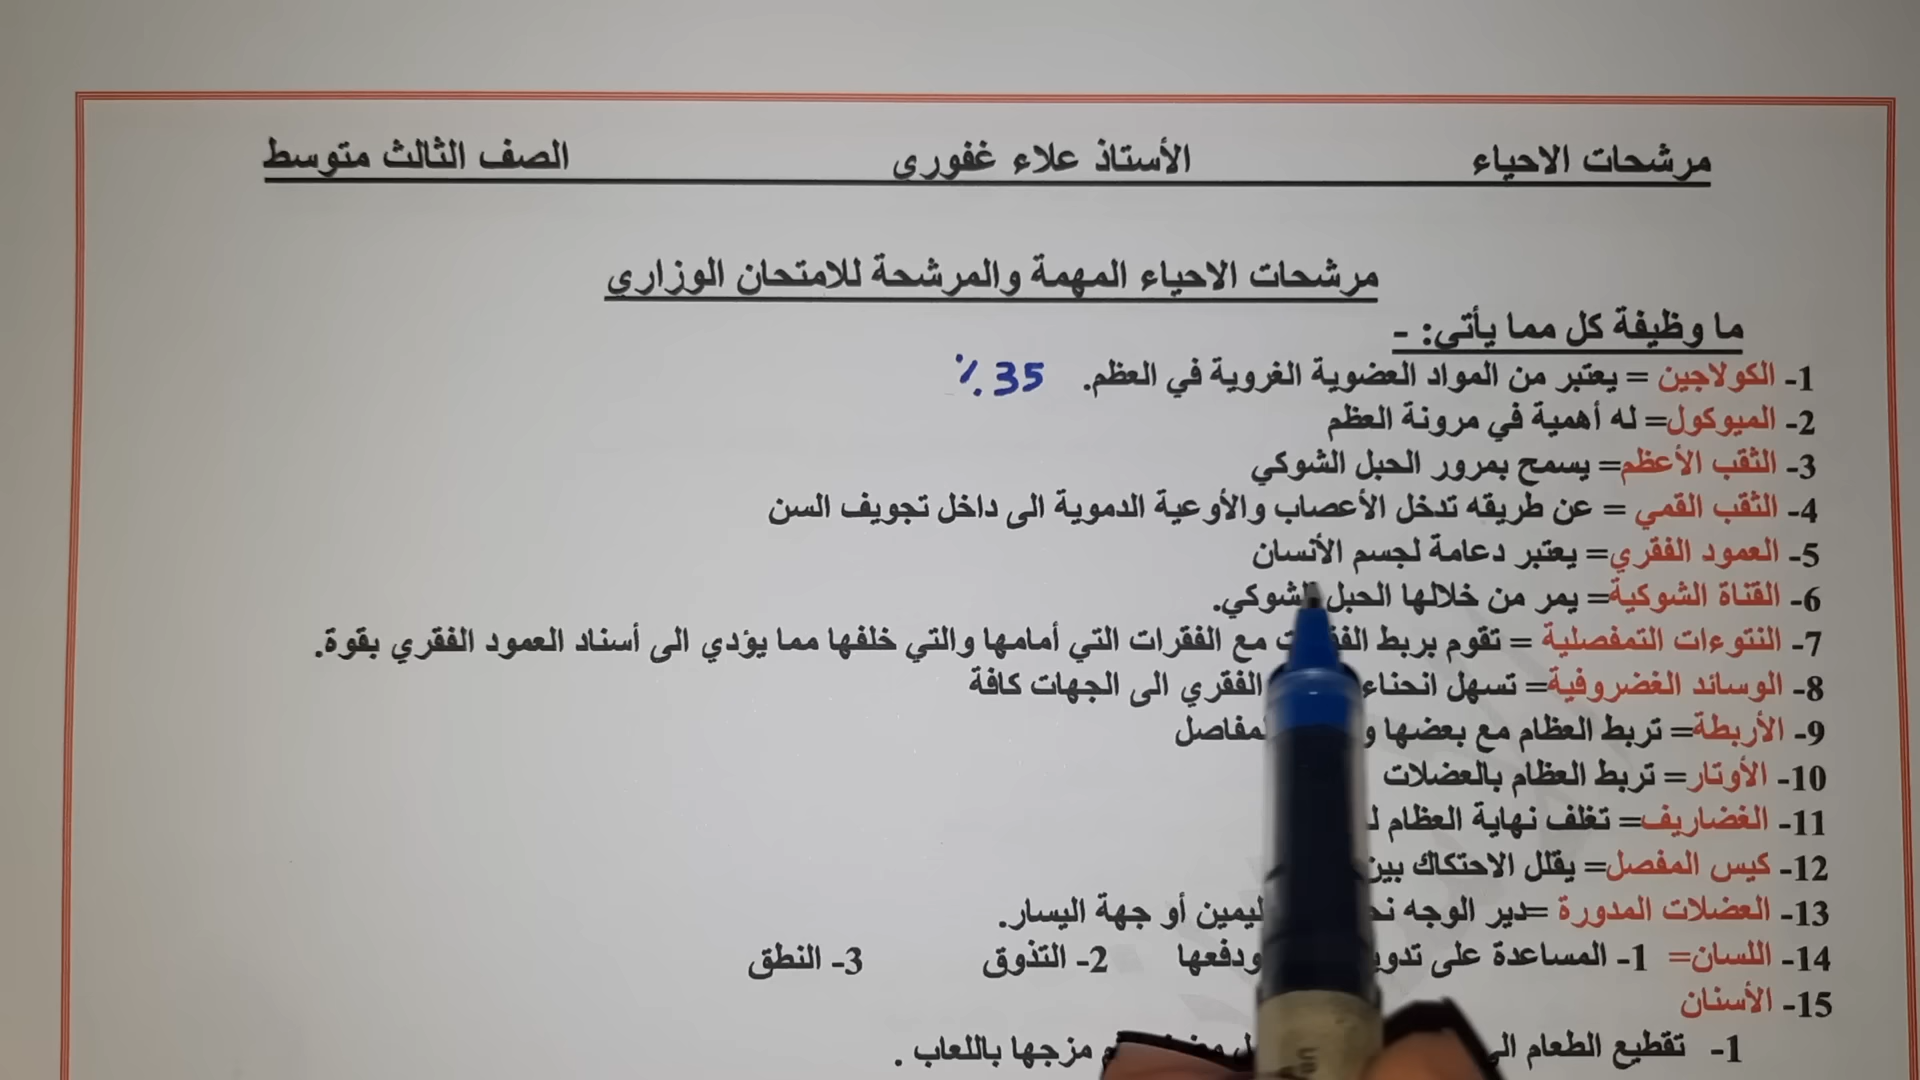 مرشحات الاحياء الأستاذ علاء غفوري الصف الثالث متوسط
مرشحات الاحياء المهمة والمرشحة للامتحان الوزاري
ما وظيفة كل مما يأتي: -
1- الكولاجين = يعتبر من المواد العضوية الغروية في العظم. 35 ٪
2- الميوكول= له أهمية في مرونة العظم
3- الثقب الأعظم= يسمح بمرور الحبل الشوكي
4- الثقب القمي = عن طريقه تدخل الأعصاب والأوعية الدموية الى داخل تجويف السن
5- العمود الفقري= يعتبر دعامة لجسم الأنسان
6- القناة الشوكية= يمر من خلالها الحبل الشوكي.
7- النتوءات التمفصلية = تقوم بربط مع الفقرات التي أمامها والتي خلفها مما يؤدي الى أسناد العمود الفقري بقوة.
8- الوسائد الغضروفية= تسهل انحناء الفقري الى الجهات كافة
9- الأربطة= تربط العظام مع بعضها
10- الأوتار= تربط العظام بالعضلات
11- الغضاريف= تغلف نهاية العظام
12- كيس المفصل= يقلل الاحتكاك
13- العضلات المدورة =دير الوجه أو جهة اليسار.
14- اللسان= 1- المساعدة على ودفعها 2- التذوق 3- النطق
15- الأسنان
1- تقطيع الطعام مزجها باللعاب .